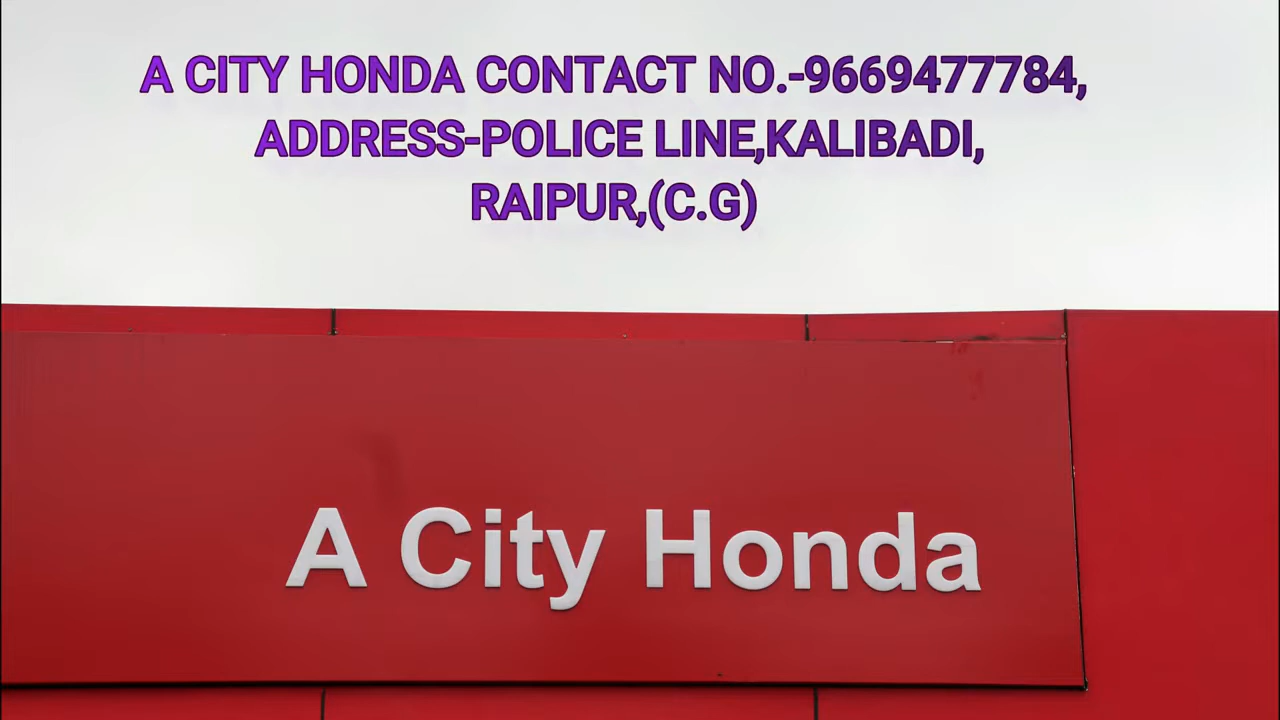 A CITY HONDA CONTACT NO.-9669477784,
ADDRESS-POLICE LINE,KALIBADI,
RAIPUR,(C.G)
A City Honda